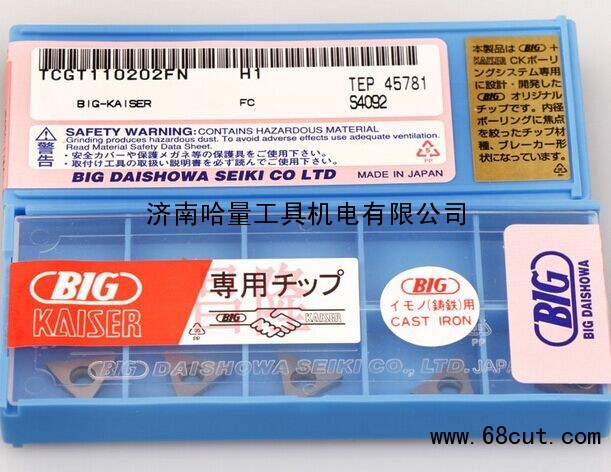 TCGT110202FN H1
BIG-KAISER FC
TEP 45781
S4092
本製品は BIG +
KAISER CKボーリ
ングシステム専用
に設計・開発され
た BIG オリジナル
チップです。内径
ボーリングに焦点
を絞ったチップ材
種、ブレーカー形
状になっています。
警告
SAFETY WARNING: CONTAINS HAZARDOUS MATERIAL
Grinding produces hazardous dust. To avoid adverse effects use adequate ventilation.
Read Material Safety Data Sheet.
・安全カバーや保護メガネ等の保護具をご使用下さい。
・取付け工具の取扱い説明書を必ず読んでご使用下さい。
BIG DAISHOWA SEIKI CO LTD
MADE IN JAPAN
济南哈量工具机电有限公司
BIG
KAISER
専用チップ
BIG KAISER
PP
BIG
イモノ(鋳鉄)用
CAST IRON
PP
BIG
BIG DAISHOWA
BIG DAISHOWA SEIKI CO., LTD.
www.68cut.com